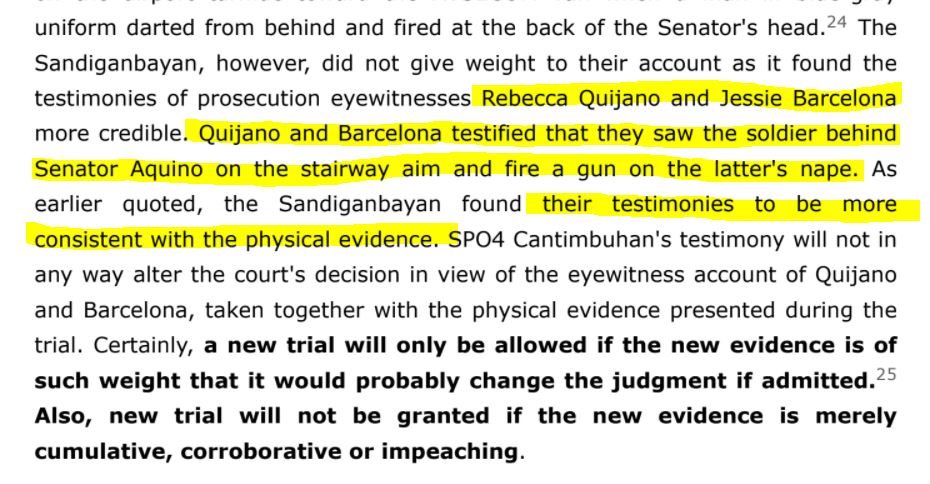 uniform darted from behind and fired at the back of the Senator's head.24 The
Sandiganbayan, however, did not give weight to their account as it found the
testimonies of prosecution eyewitnesses Rebecca Quijano and Jessie Barcelona
more credible. Quijano and Barcelona testified that they saw the soldier behind
Senator Aquino on the stairway aim and fire a gun on the latter's nape. As
earlier quoted, the Sandiganbayan found their testimonies to be more
consistent with the physical evidence. SPO4 Cantimbuhan's testimony will not in
any way alter the court's decision in view of the eyewitness account of Quijano
and Barcelona, taken together with the physical evidence presented during the
trial. Certainly, a new trial will only be allowed if the new evidence is of
such weight that it would probably change the judgment if admitted.25
Also, new trial will not be granted if the new evidence is merely
cumulative, corroborative or impeaching.